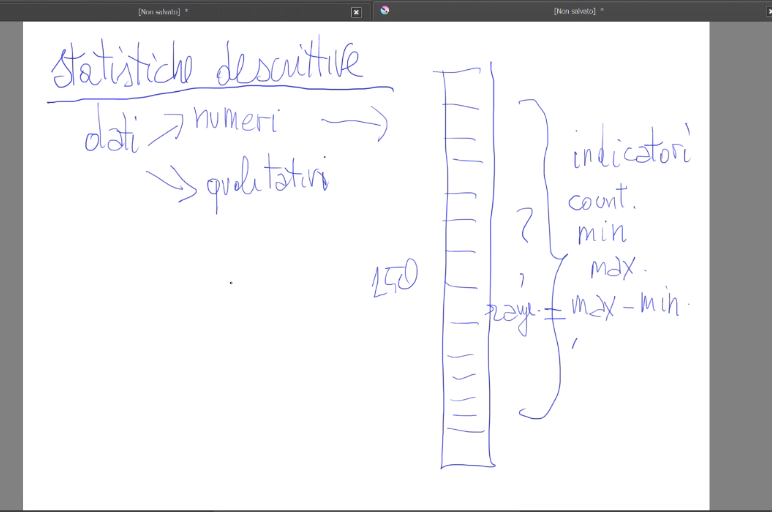 [Non salvato] *
[Non salvato] *
statistiche descrittive
dati
numeri
qualitativi
150
?
indicatori
count.
min
max.
range = max - min.